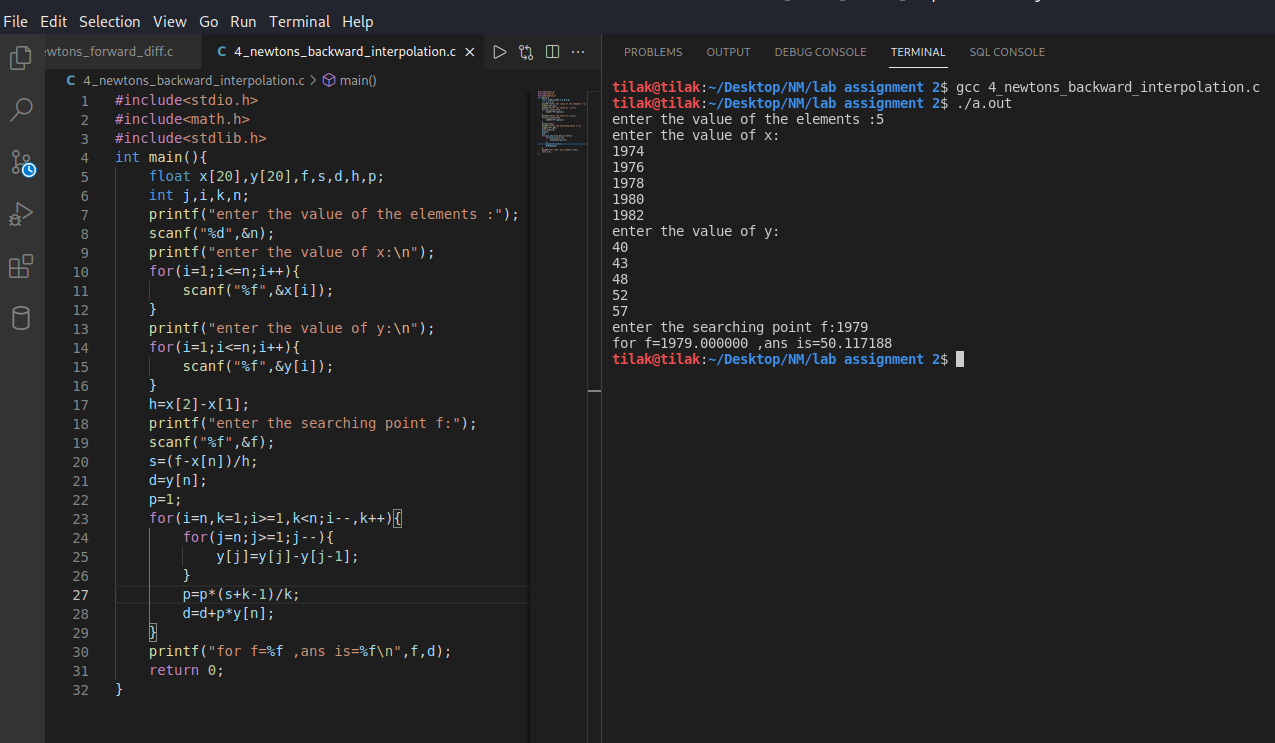 File Edit Selection View Go Run Terminal Help
wtons_forward_diff.c
C 4_newtons_backward_interpolation.c ×
C 4_newtons_backward_interpolation.c > main()
1 #include<stdio.h>
2 #include<math.h>
3 #include<stdlib.h>
4 int main(){
5     float x[20],y[20],f,s,d,h,p;
6     int j,i,k,n;
7     printf("enter the value of the elements :");
8     scanf("%d",&n);
9     printf("enter the value of x:\n");
10     for(i=1;i<=n;i++){
11         scanf("%f",&x[i]);
12     }
13     printf("enter the value of y:\n");
14     for(i=1;i<=n;i++){
15         scanf("%f",&y[i]);
16     }
17     h=x[2]-x[1];
18     printf("enter the searching point f:");
19     scanf("%f",&f);
20     s=(f-x[n])/h;
21     d=y[n];
22     p=1;
23     for(i=n,k=1;i>=1,k<n;i--,k++){
24         for(j=n;j>=1;j--){
25             y[j]=y[j]-y[j-1];
26         }
27         p=p*(s+k-1)/k;
28         d=d+p*y[n];
29     }
30     printf("for f=%f ,ans is=%f\n",f,d);
31     return 0;
32 }
PROBLEMS OUTPUT DEBUG CONSOLE TERMINAL SQL CONSOLE
tilak@tilak:~/Desktop/NM/lab assignment 2$ gcc 4_newtons_backward_interpolation.c
tilak@tilak:~/Desktop/NM/lab assignment 2$ ./a.out
enter the value of the elements :5
enter the value of x:
1974
1976
1978
1980
1982
enter the value of y:
40
43
48
52
57
enter the searching point f:1979
for f=1979.000000 ,ans is=50.117188
tilak@tilak:~/Desktop/NM/lab assignment 2$